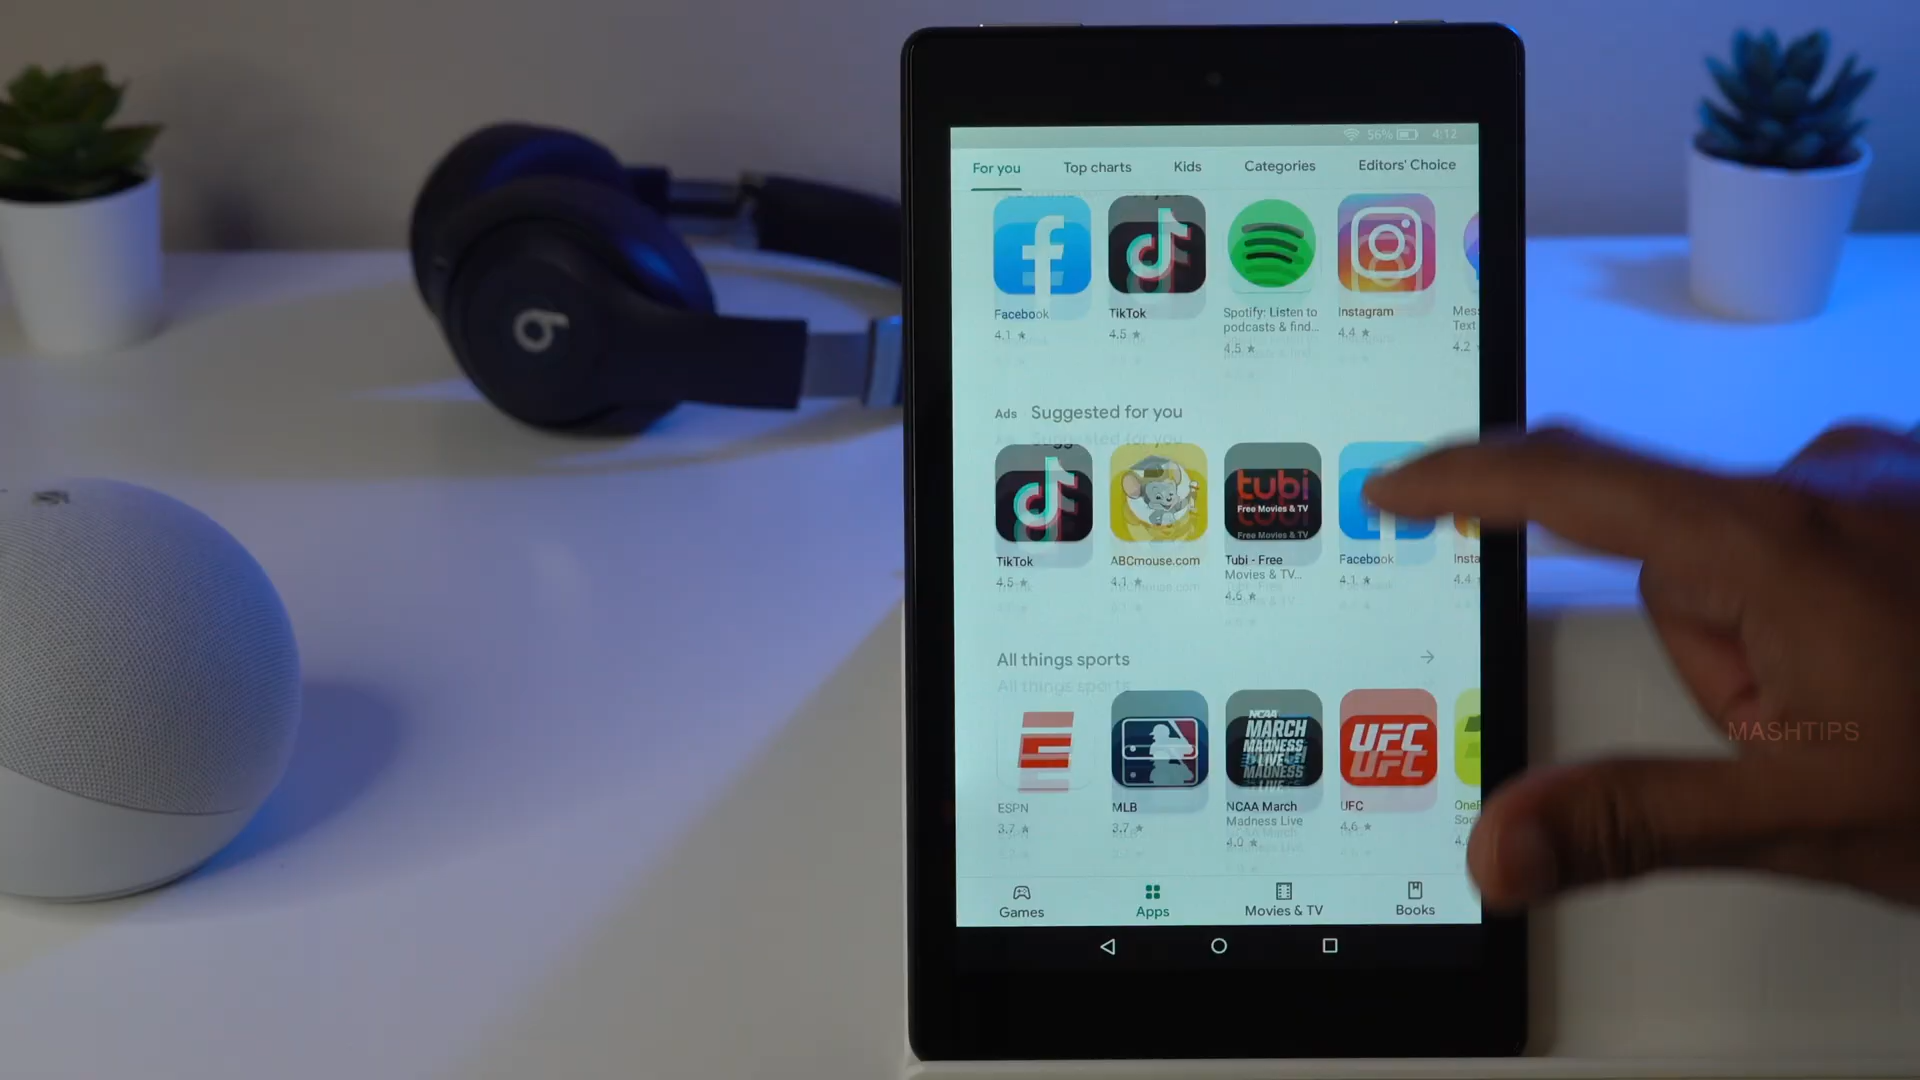 56% 4:12
For you Top charts Kids Categories Editors' Choice
Facebook TikTok Spotify: Listen to Instagram Mess
podcasts & find... Text
4.1 ★ 4.5 ★ 4.5 ★ 4.4 ★ 4.2
Ads Suggested for you
tubi
Free Movies & TV
TikTok ABCmouse.com Tubi - Free Facebook Insta
Movies & TV...
4.5 ★ 4.1 ★ 4.6 ★ 4.1 ★ 4.4
All things sports
NCAA
MARCH
MADNESS
LIVE
UFC
ESPN MLB NCAA March UFC
Madness Live
3.7 ★ 3.7 ★ 4.0 ★ 4.6 ★
Games Apps Movies & TV Books
MASHTIPS